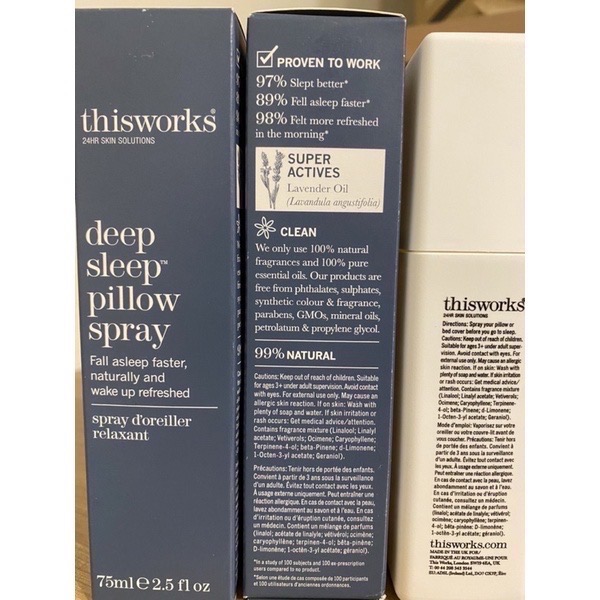 thisworks®
24HR SKIN SOLUTIONS
deep
sleep™
pillow
spray
Fall asleep faster,
naturally and
wake up refreshed
spray d'oreiller
relaxant
75ml e 2.5 fl oz
PROVEN TO WORK
97% Slept better*
89% Fell asleep faster*
98% Felt more refreshed
in the morning*
SUPER
ACTIVES
Lavender Oil
(Lavandula angustifolia)
CLEAN
We only use 100% natural
fragrances and 100% pure
essential oils. Our products are
free from phthalates, sulphates,
synthetic colour & fragrance,
parabens, GMOs, mineral oils,
petrolatum & propylene glycol.
99% NATURAL
Cautions: Keep out of reach of children. Suitable
for ages 3+ under adult supervision. Avoid contact
with eyes. For external use only. May cause an
allergic skin reaction. If on skin: Wash with
plenty of soap and water. If skin irritation or
rash occurs: Get medical advice/attention.
Contains fragrance mixture (Linalool; Linalyl
acetate; Vetiverols; Ocimene; Caryophyllene;
Terpinene-4-ol; beta-Pinene; d-Limonene;
1-Octen-3-yl acetate; Geraniol).
Précautions: Tenir hors de portée des enfants.
Convient à partir de 3 ans sous la surveillance
d'un adulte. Évitez tout contact avec les yeux.
À usage externe uniquement. Peut entraîner une
réaction allergique. En cas de contact avec la peau,
lavez abondamment au savon et à l'eau. En cas
d'irritation ou d'éruption cutanée, consultez
un médecin. Contient un mélange de parfums
(linalool; acétate de linalyle; vétivérol; ocimène;
caryophyllène; terpinen-4-ol; bêta-pinène; D-
limonène; 1-octén-3-yl acétate; géraniol).
*In a study of 100 subjects and 100 ex-prescription
users compared to no product.
*Selon une étude de cas composée de 100 participants
et 100 utilisateurs d'anciennes ordonnances.
thisworks®
24HR SKIN SOLUTIONS
Directions: Spray your pillow or
bed cover before you go to sleep.
Cautions: Keep out of reach of children.
Suitable for ages 3+ under adult super-
vision. Avoid contact with eyes. For
external use only. May cause an allergic
skin reaction. If on skin: Wash with
plenty of soap and water. If skin irritation
or rash occurs: Get medical advice/
attention. Contains fragrance mixture
(Linalool; Linalyl acetate; Vetiverols;
Ocimene; Caryophyllene; Terpinene-
4-ol; beta-Pinene; d-Limonene;
1-Octen-3-yl acetate; Geraniol).
Mode d'emploi: Vaporisez sur votre
oreiller ou votre couvre-lit avant de
vous coucher. Précautions: Tenir hors
de portée des enfants. Convient à
partir de 3 ans sous la surveillance
d'un adulte. Évitez tout contact avec les
yeux. À usage externe uniquement. Peut
entraîner une réaction allergique.
En cas de contact avec la peau, lavez
abondamment au savon et à l'eau. En
cas d'irritation ou d'éruption
cutanée, consultez un médecin.
Contient un mélange de parfums
(linalool; acétate de linalyle; vétivérol;
ocimène; caryophyllène; terpinen-
4-ol; bêta-pinène; D-limonène;
1-octén-3-yl acétate; géraniol).
thisworks.com
MADE IN THE UK FOR/
FABRIQUÉ AU ROYAUME-UNI POUR
This Works, London SW19 4EA, UK